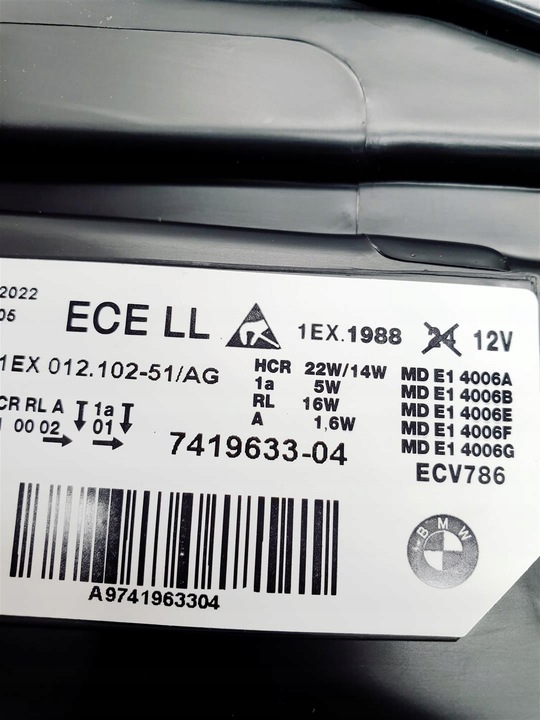 2022
05
ECE LL
1EX.1988 24 12V
1EX 012.102-51/AG
HCR 22W/14W
1a 5W
RL 16W
A 1,6W
MD E1 4006A
MD E1 4006B
MD E1 4006E
MD E1 4006F
MD E1 4006G
ECV786
CR RL A 1a
00 02 01
7419633-04
A9741963304
BMW